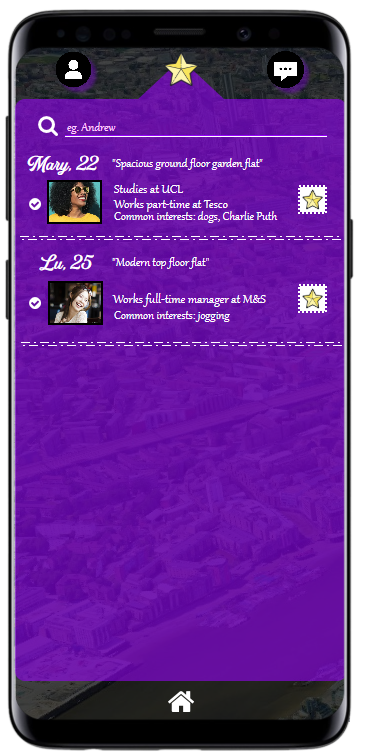 eg. Andrew
Mary, 22 "Spacious ground floor garden flat"
Studies at UCL
Works part-time at Tesco
Common interests: dogs, Charlie Puth
Lu, 25 "Modern top floor flat"
Works full-time manager at M&S
Common interests: jogging